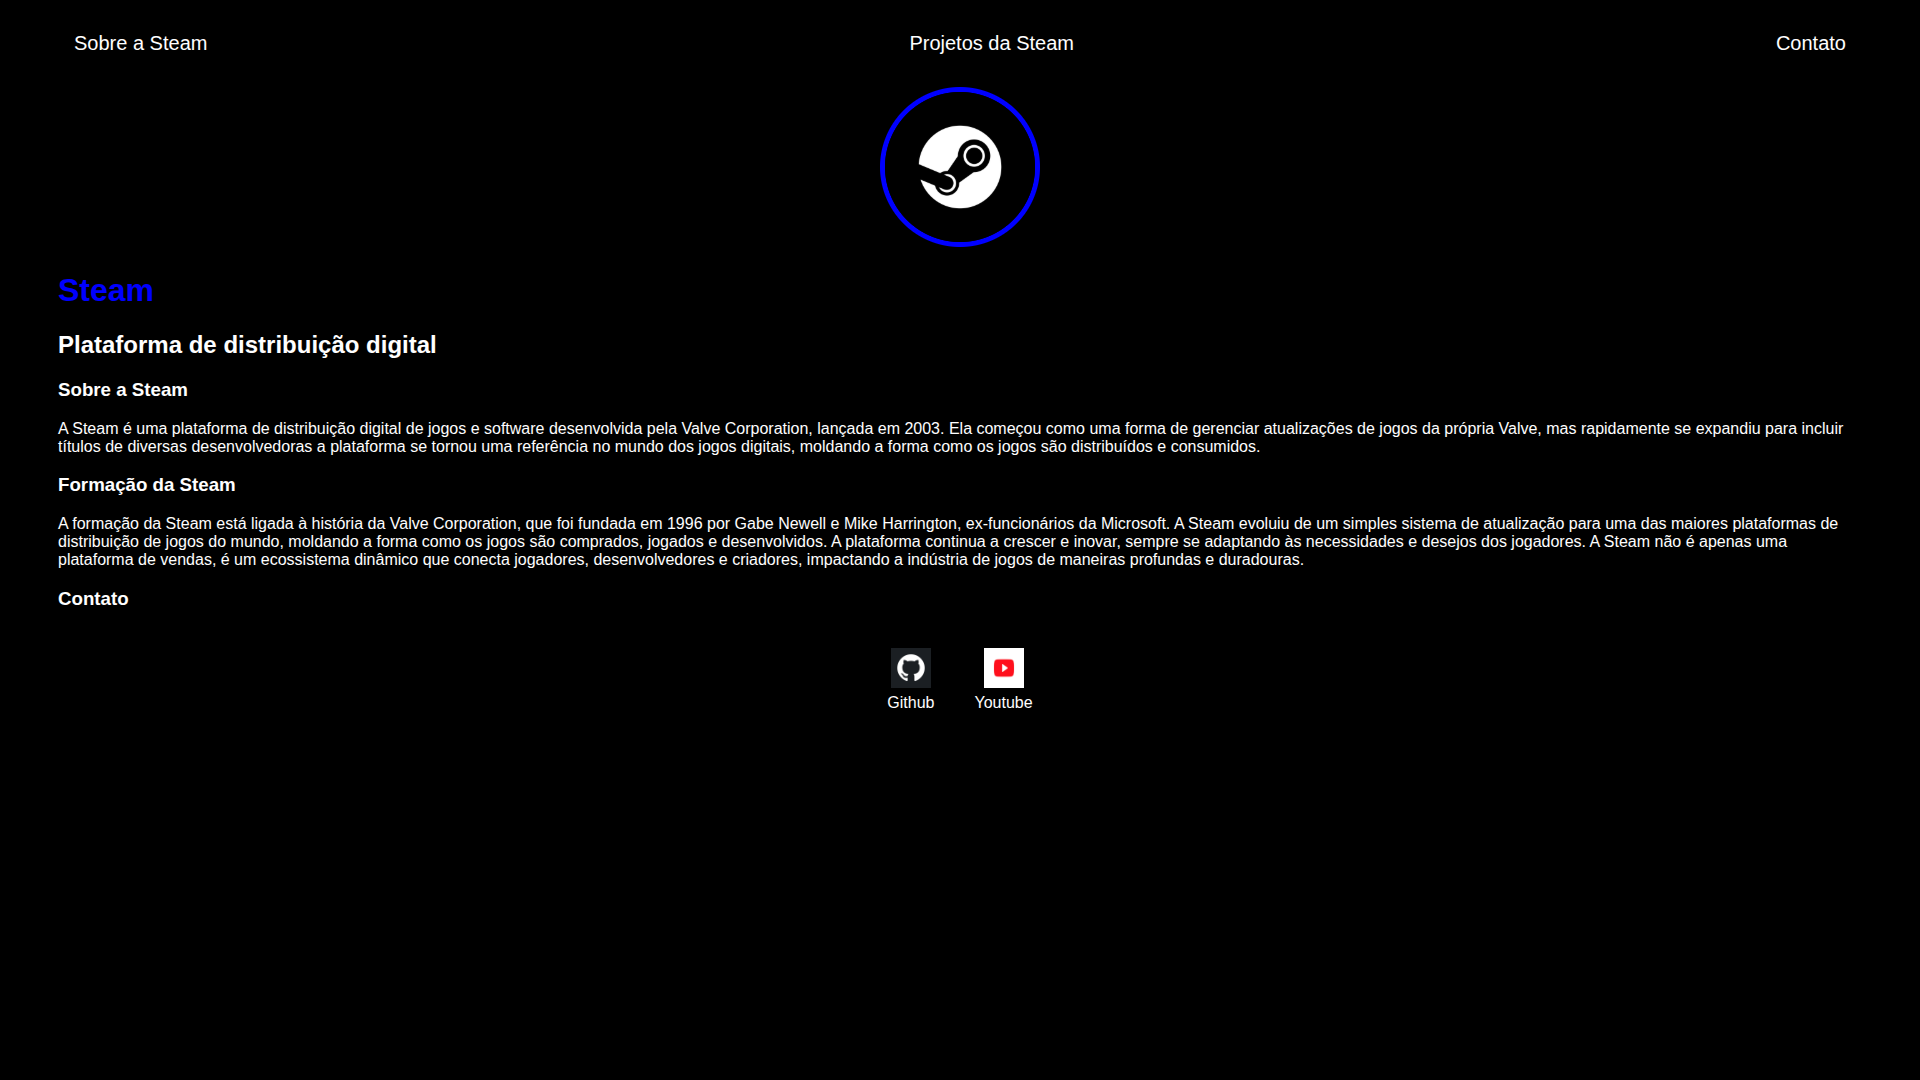 Sobre a Steam
Projetos da Steam
Contato
Steam
Plataforma de distribuição digital
Sobre a Steam
A Steam é uma plataforma de distribuição digital de jogos e software desenvolvida pela Valve Corporation, lançada em 2003. Ela começou como uma forma de gerenciar atualizações de jogos da própria Valve, mas rapidamente se expandiu para incluir
títulos de diversas desenvolvedoras a plataforma se tornou uma referência no mundo dos jogos digitais, moldando a forma como os jogos são distribuídos e consumidos.
Formação da Steam
A formação da Steam está ligada à história da Valve Corporation, que foi fundada em 1996 por Gabe Newell e Mike Harrington, ex-funcionários da Microsoft. A Steam evoluiu de um simples sistema de atualização para uma das maiores plataformas de
distribuição de jogos do mundo, moldando a forma como os jogos são comprados, jogados e desenvolvidos. A plataforma continua a crescer e inovar, sempre se adaptando às necessidades e desejos dos jogadores. A Steam não é apenas uma
plataforma de vendas, é um ecossistema dinâmico que conecta jogadores, desenvolvedores e criadores, impactando a indústria de jogos de maneiras profundas e duradouras.
Contato
Github
Youtube